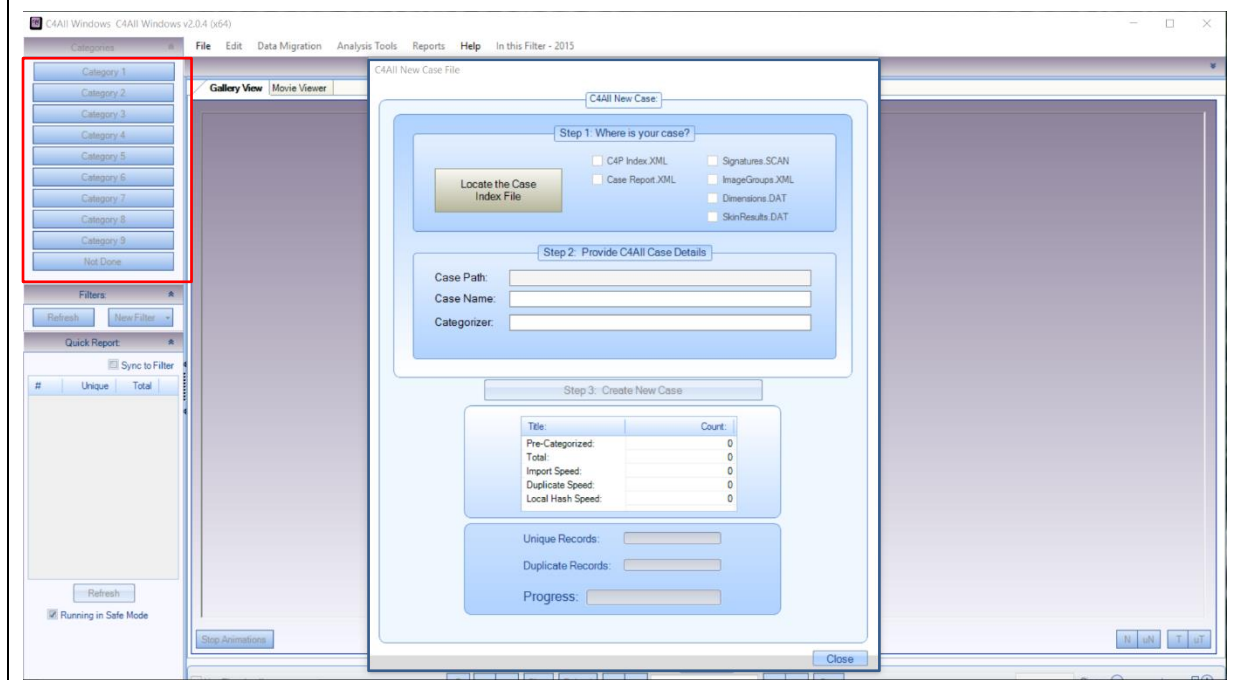 C4All Windows C4All Windows v2.0.4 (x64)
Categories
File Edit Data Migration Analysis Tools Reports Help In this Filter - 2015
Category 1
Category 2
Category 3
Category 4
Category 5
Category 6
Category 7
Category 8
Category 9
Not Done
Filters:
Refresh New Filter
Quick Report:
Sync to Filter
# Unique Total
Refresh
Running in Safe Mode
Gallery View Movie Viewer
Stop Animations
N uN T uT
C4All New Case File
C4All New Case:
Step 1: Where is your case?
Locate the Case
Index File
C4P Index.XML
Case Report.XML
Signatures.SCAN
ImageGroups.XML
Dimensions.DAT
SkinResults.DAT
Step 2: Provide C4All Case Details
Case Path:
Case Name:
Categorizer:
Step 3: Create New Case
Title: Count:
Pre-Categorized: 0
Total: 0
Import Speed: 0
Duplicate Speed: 0
Local Hash Speed: 0
Unique Records:
Duplicate Records:
Progress:
Close